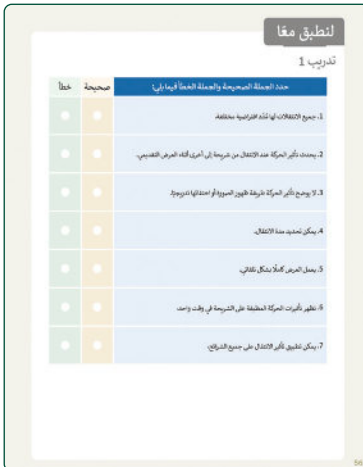 لنطبق معًا
تدريب 1
حدد الجملة الصحيحة والجملة الخطأ فيما يلي: صحيحة خطأ
1. جميع الانتقالات لها مُدَد افتراضية مختلفة.
2. يحدث تأثير الحركة عند الانتقال من شريحة إلى أخرى أثناء العرض التقديمي.
3. لا يوضح تأثير الحركة طريقة ظهور الصورة أو اختفائها تدريجيًا.
4. يمكن تحديد مدة الانتقال.
5. يعمل العرض كاملًا بشكل تلقائي.
6. تظهر تأثيرات الحركة المطبقة على الشريحة في وقت واحد.
7. يمكن تطبيق تأثير الانتقال على جميع الشرائح.
56